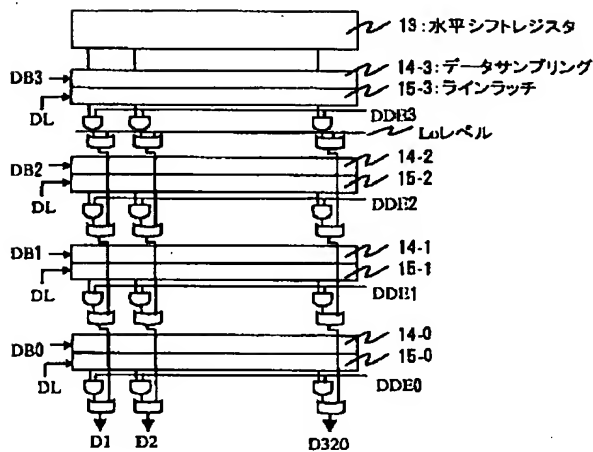 13:水平シフトレジスタ
14-3:データサンプリング
DB3
15-3:ラインラッチ
DL
DDE3
Loレベル
14-2
DB2
15-2
DL
DDE2
14-1
DB1
15-1
DL
DDE1
14-0
DB0
15-0
DL
DDE0
D1 D2 D320